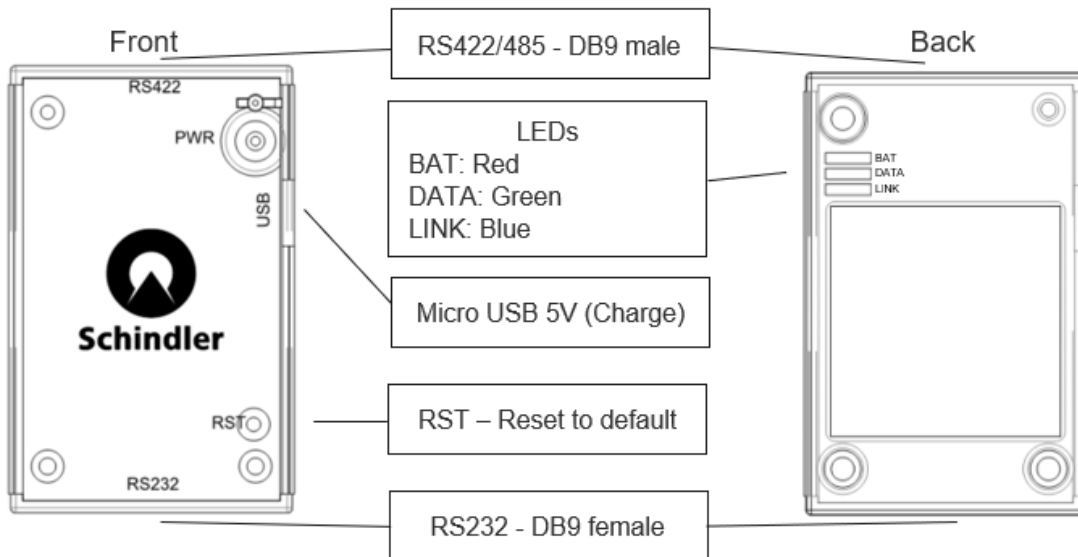 Front
RS422/485 - DB9 male
Back
RS422
PWR
USB
LEDs
BAT: Red
DATA: Green
LINK: Blue
BAT
DATA
LINK
Schindler
Micro USB 5V (Charge)
RST
RST – Reset to default
RS232
RS232 - DB9 female